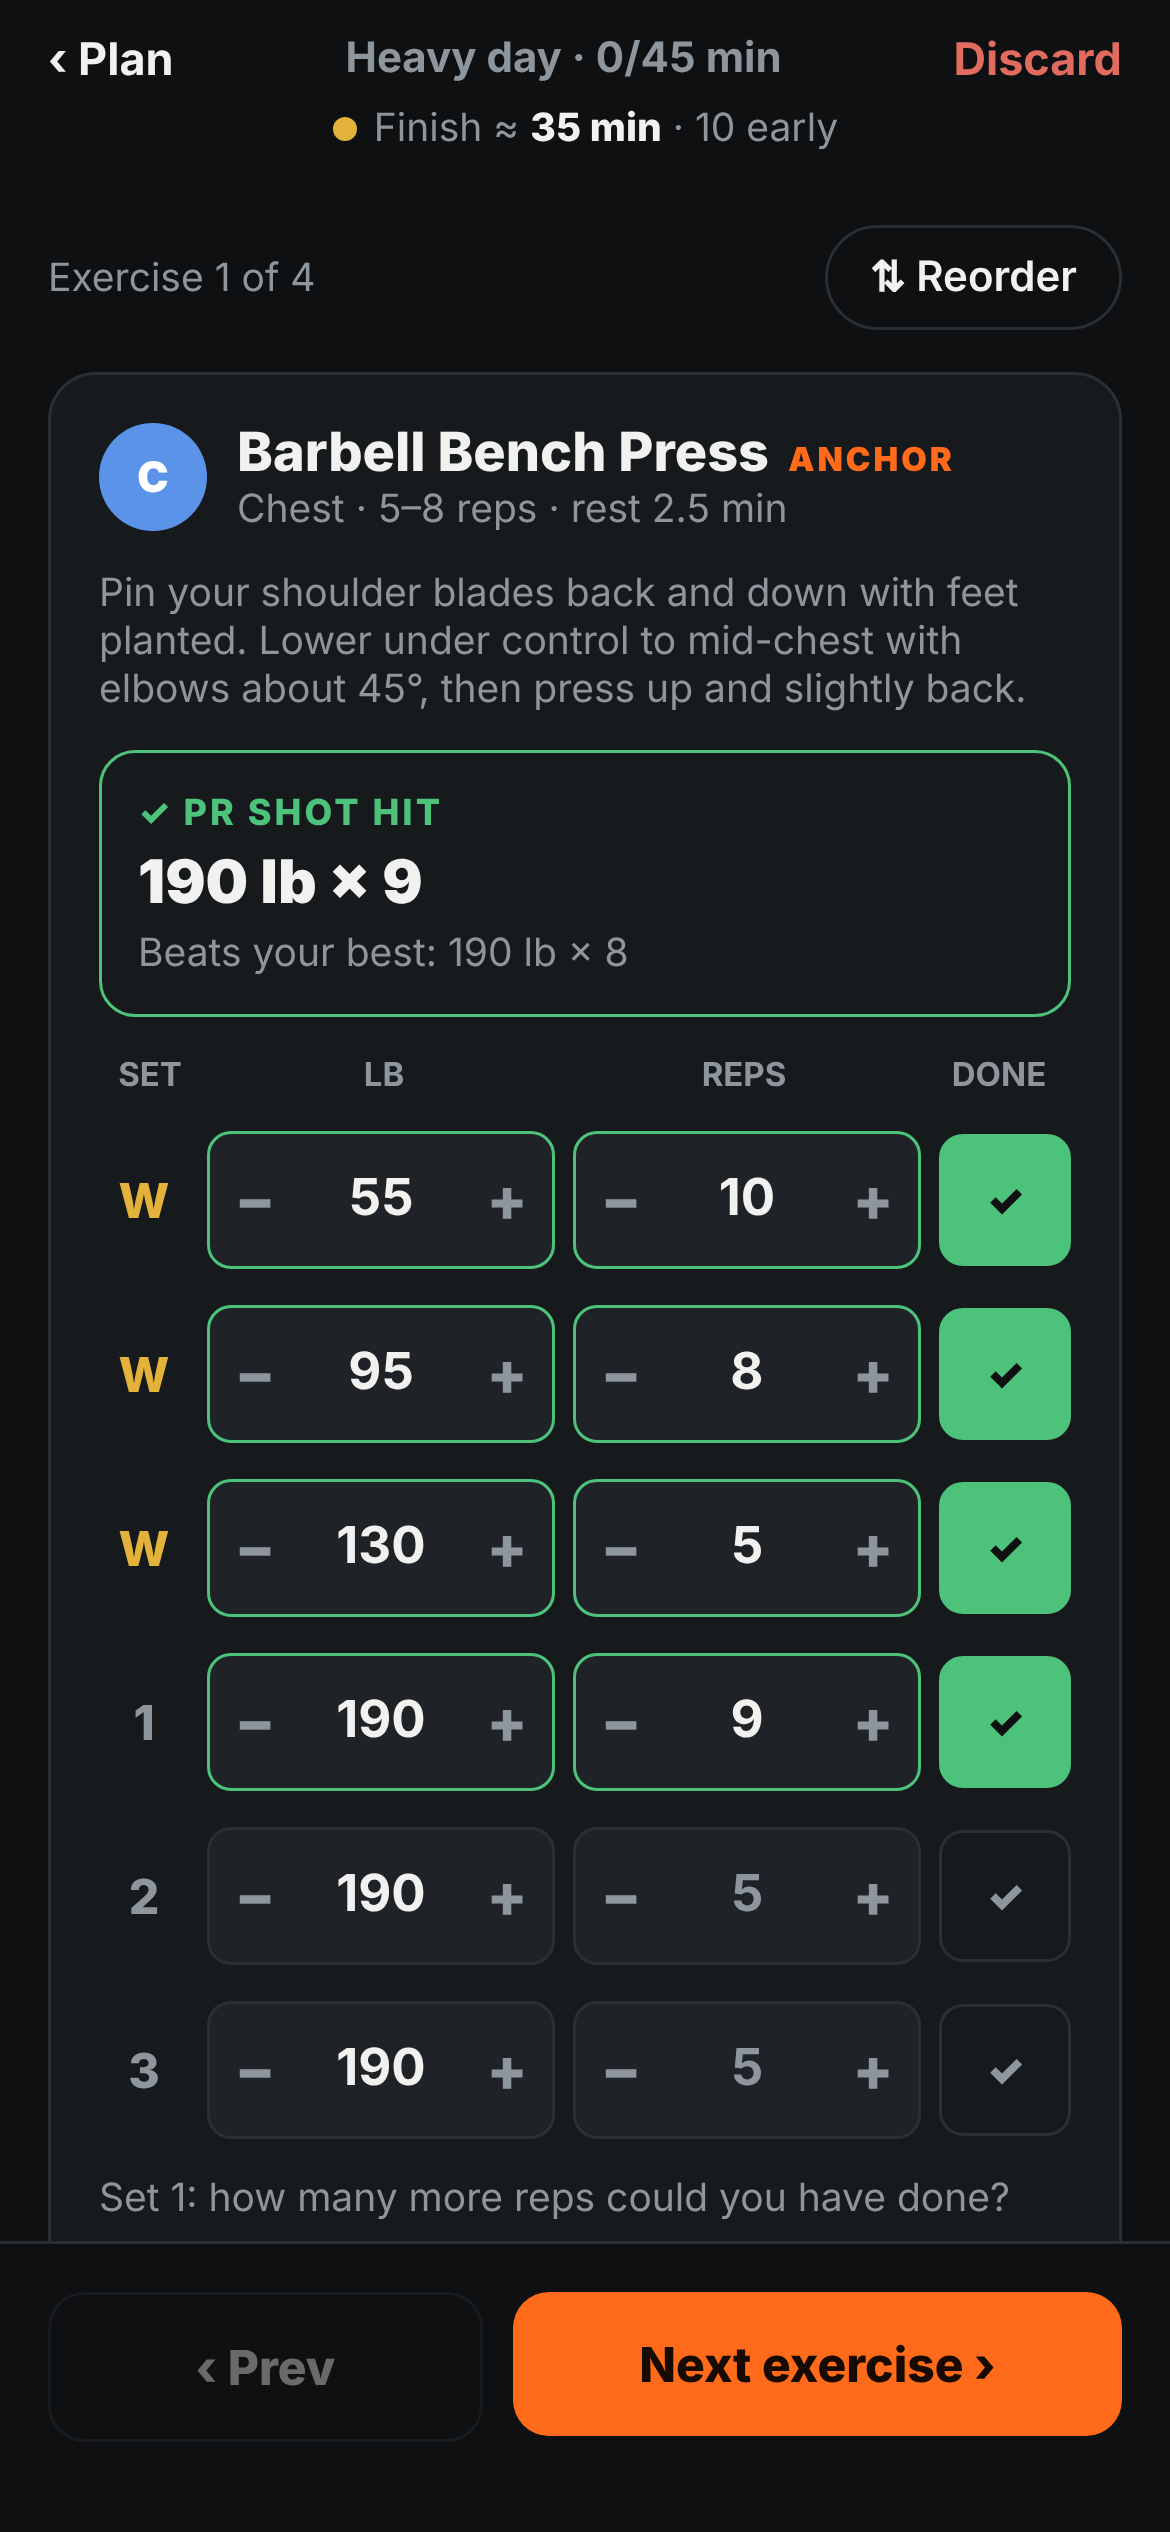 ‹ Plan
Heavy day · 0/45 min
Discard
Finish ≈ 35 min · 10 early
Exercise 1 of 4
⇅ Reorder
C
Barbell Bench Press ANCHOR
Chest · 5–8 reps · rest 2.5 min
Pin your shoulder blades back and down with feet
planted. Lower under control to mid-chest with
elbows about 45°, then press up and slightly back.
✓ PR SHOT HIT
190 lb × 9
Beats your best: 190 lb × 8
SET LB REPS DONE
W − 55 + − 10 + ✓
W − 95 + − 8 + ✓
W − 130 + − 5 + ✓
1 − 190 + − 9 + ✓
2 − 190 + − 5 + ✓
3 − 190 + − 5 + ✓
Set 1: how many more reps could you have done?
‹ Prev
Next exercise ›